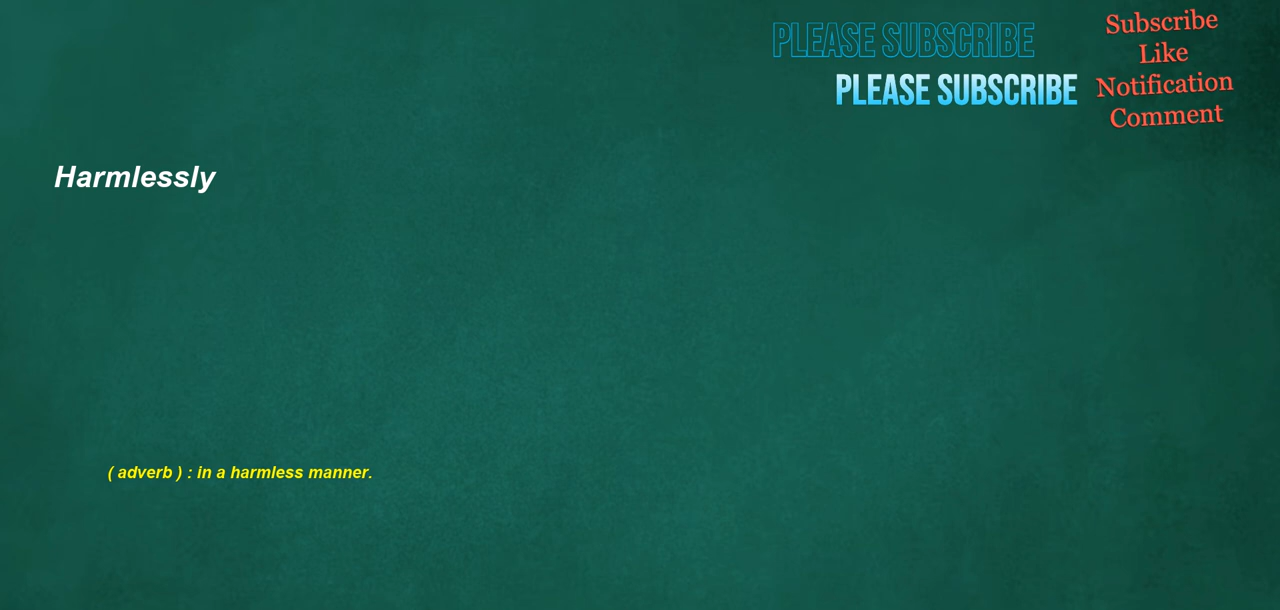 PLEASE SUBSCRIBE
PLEASE SUBSCRIBE
Subscribe
Like
Notification
Comment
Harmlessly
( adverb ) : in a harmless manner.